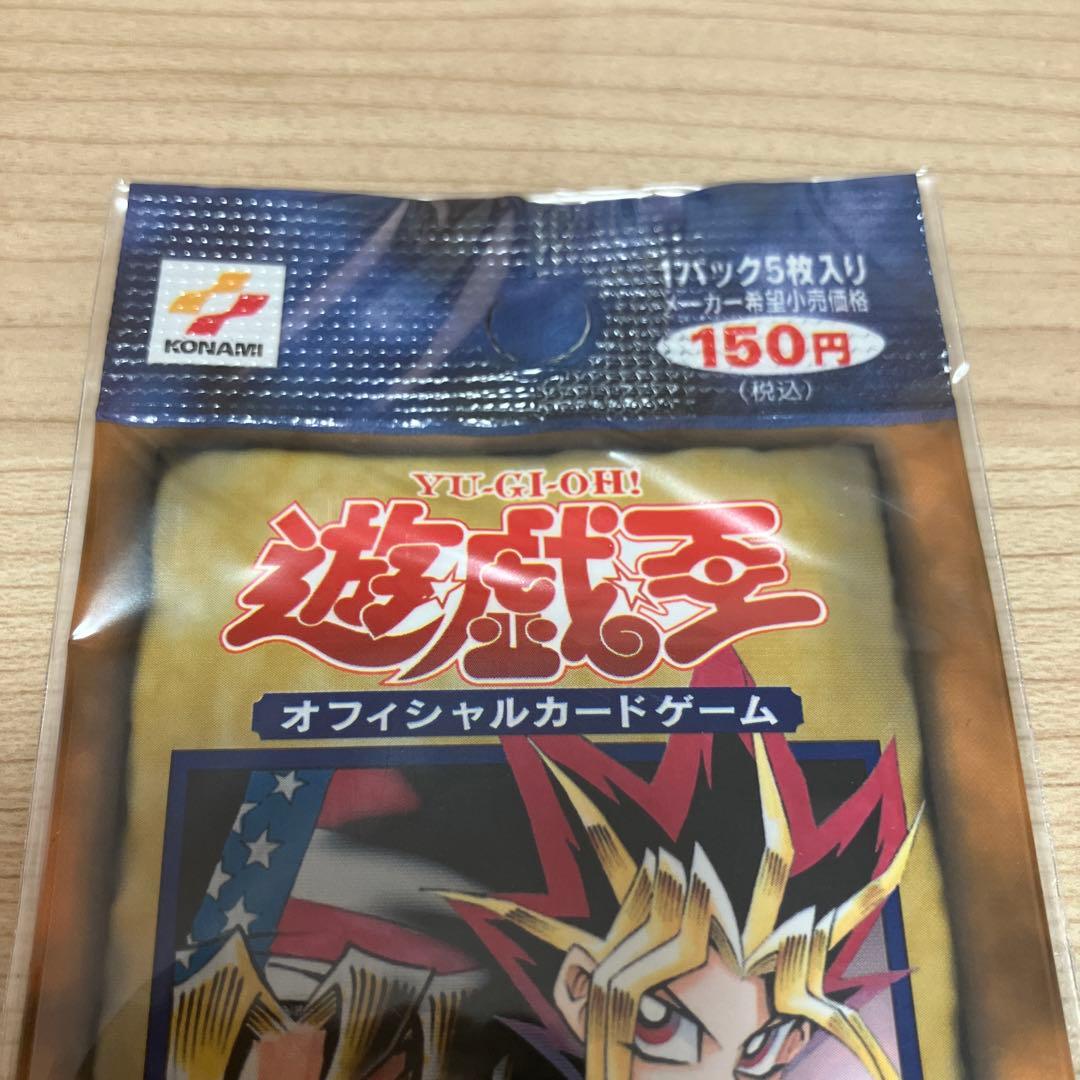 KONAMI
1パック5枚入り
メーカー希望小売価格
150円
(税込)
YU-GI-OH!
遊☆戯☆王
オフィシャルカードゲーム